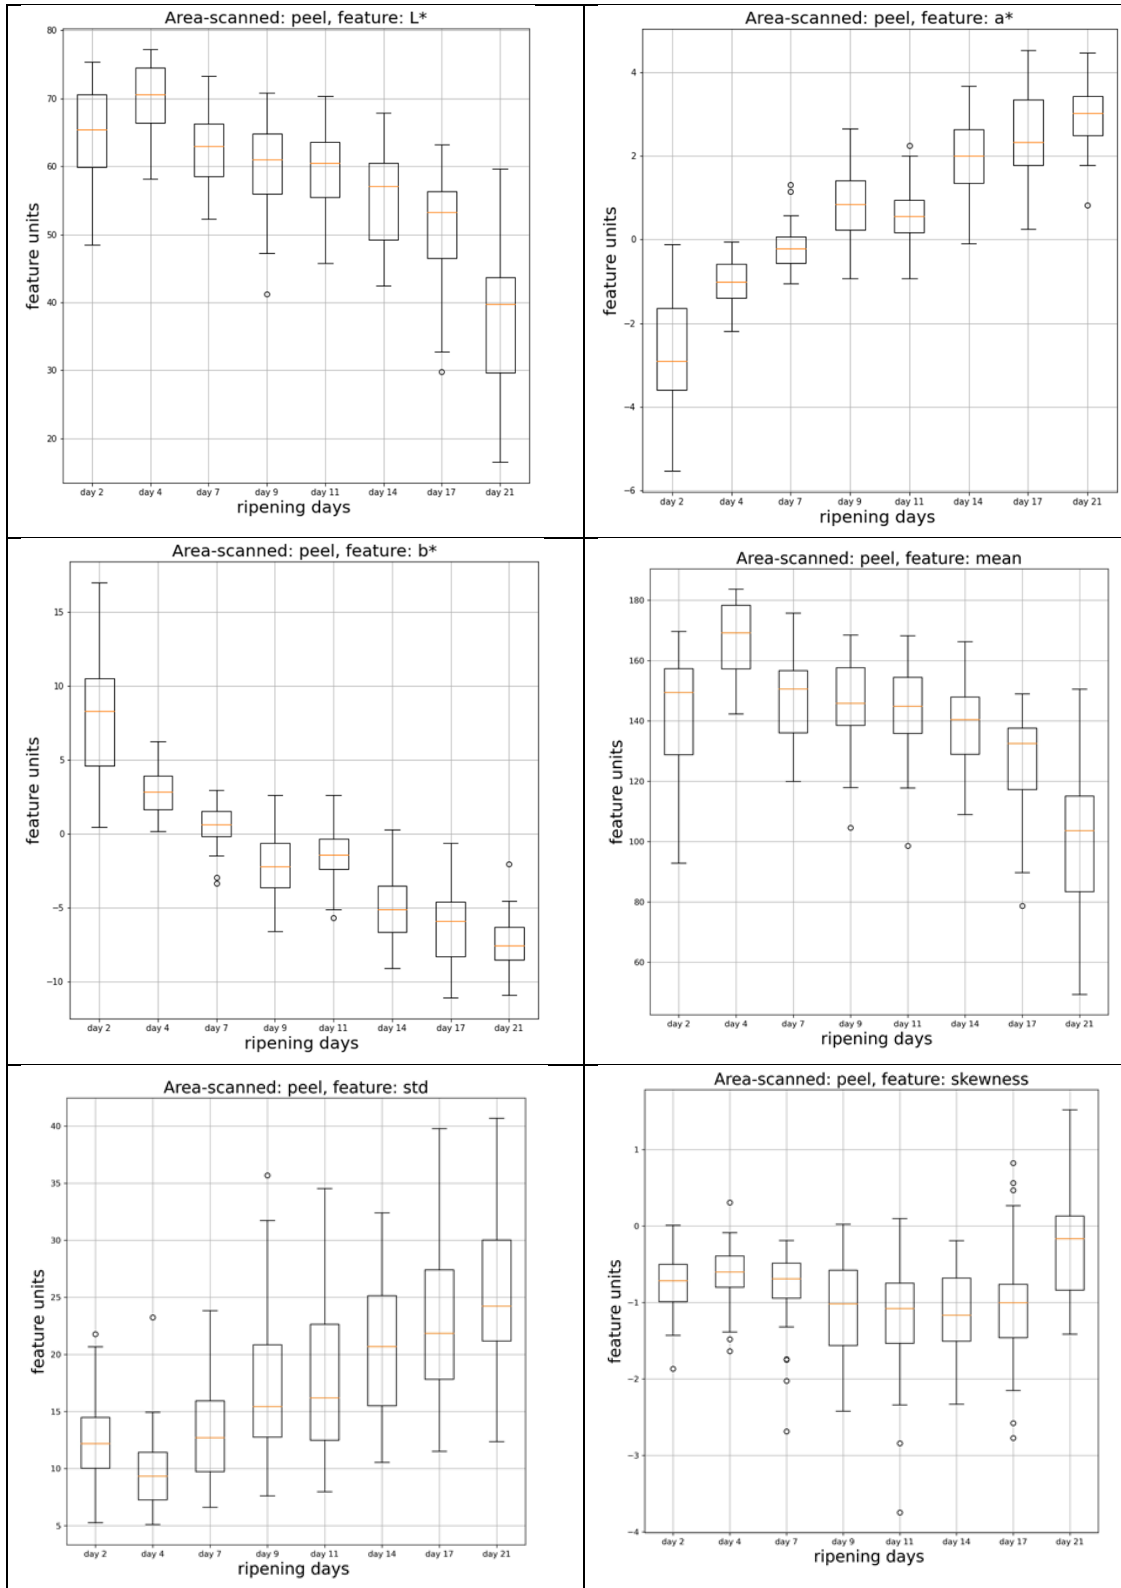 Area-scanned: peel, feature: L*
80
70
60
50
40
30
20
feature units
day 2 day 4 day 7 day 9 day 11 day 14 day 17 day 21
ripening days
Area-scanned: peel, feature: a*
4
2
0
−2
−4
−6
feature units
day 2 day 4 day 7 day 9 day 11 day 14 day 17 day 21
ripening days
Area-scanned: peel, feature: b*
15
10
5
0
−5
−10
feature units
day 2 day 4 day 7 day 9 day 11 day 14 day 17 day 21
ripening days
Area-scanned: peel, feature: mean
180
160
140
120
100
80
60
feature units
day 2 day 4 day 7 day 9 day 11 day 14 day 17 day 21
ripening days
Area-scanned: peel, feature: std
40
35
30
25
20
15
10
5
feature units
day 2 day 4 day 7 day 9 day 11 day 14 day 17 day 21
ripening days
Area-scanned: peel, feature: skewness
1
0
−1
−2
−3
−4
feature units
day 2 day 4 day 7 day 9 day 11 day 14 day 17 day 21
ripening days